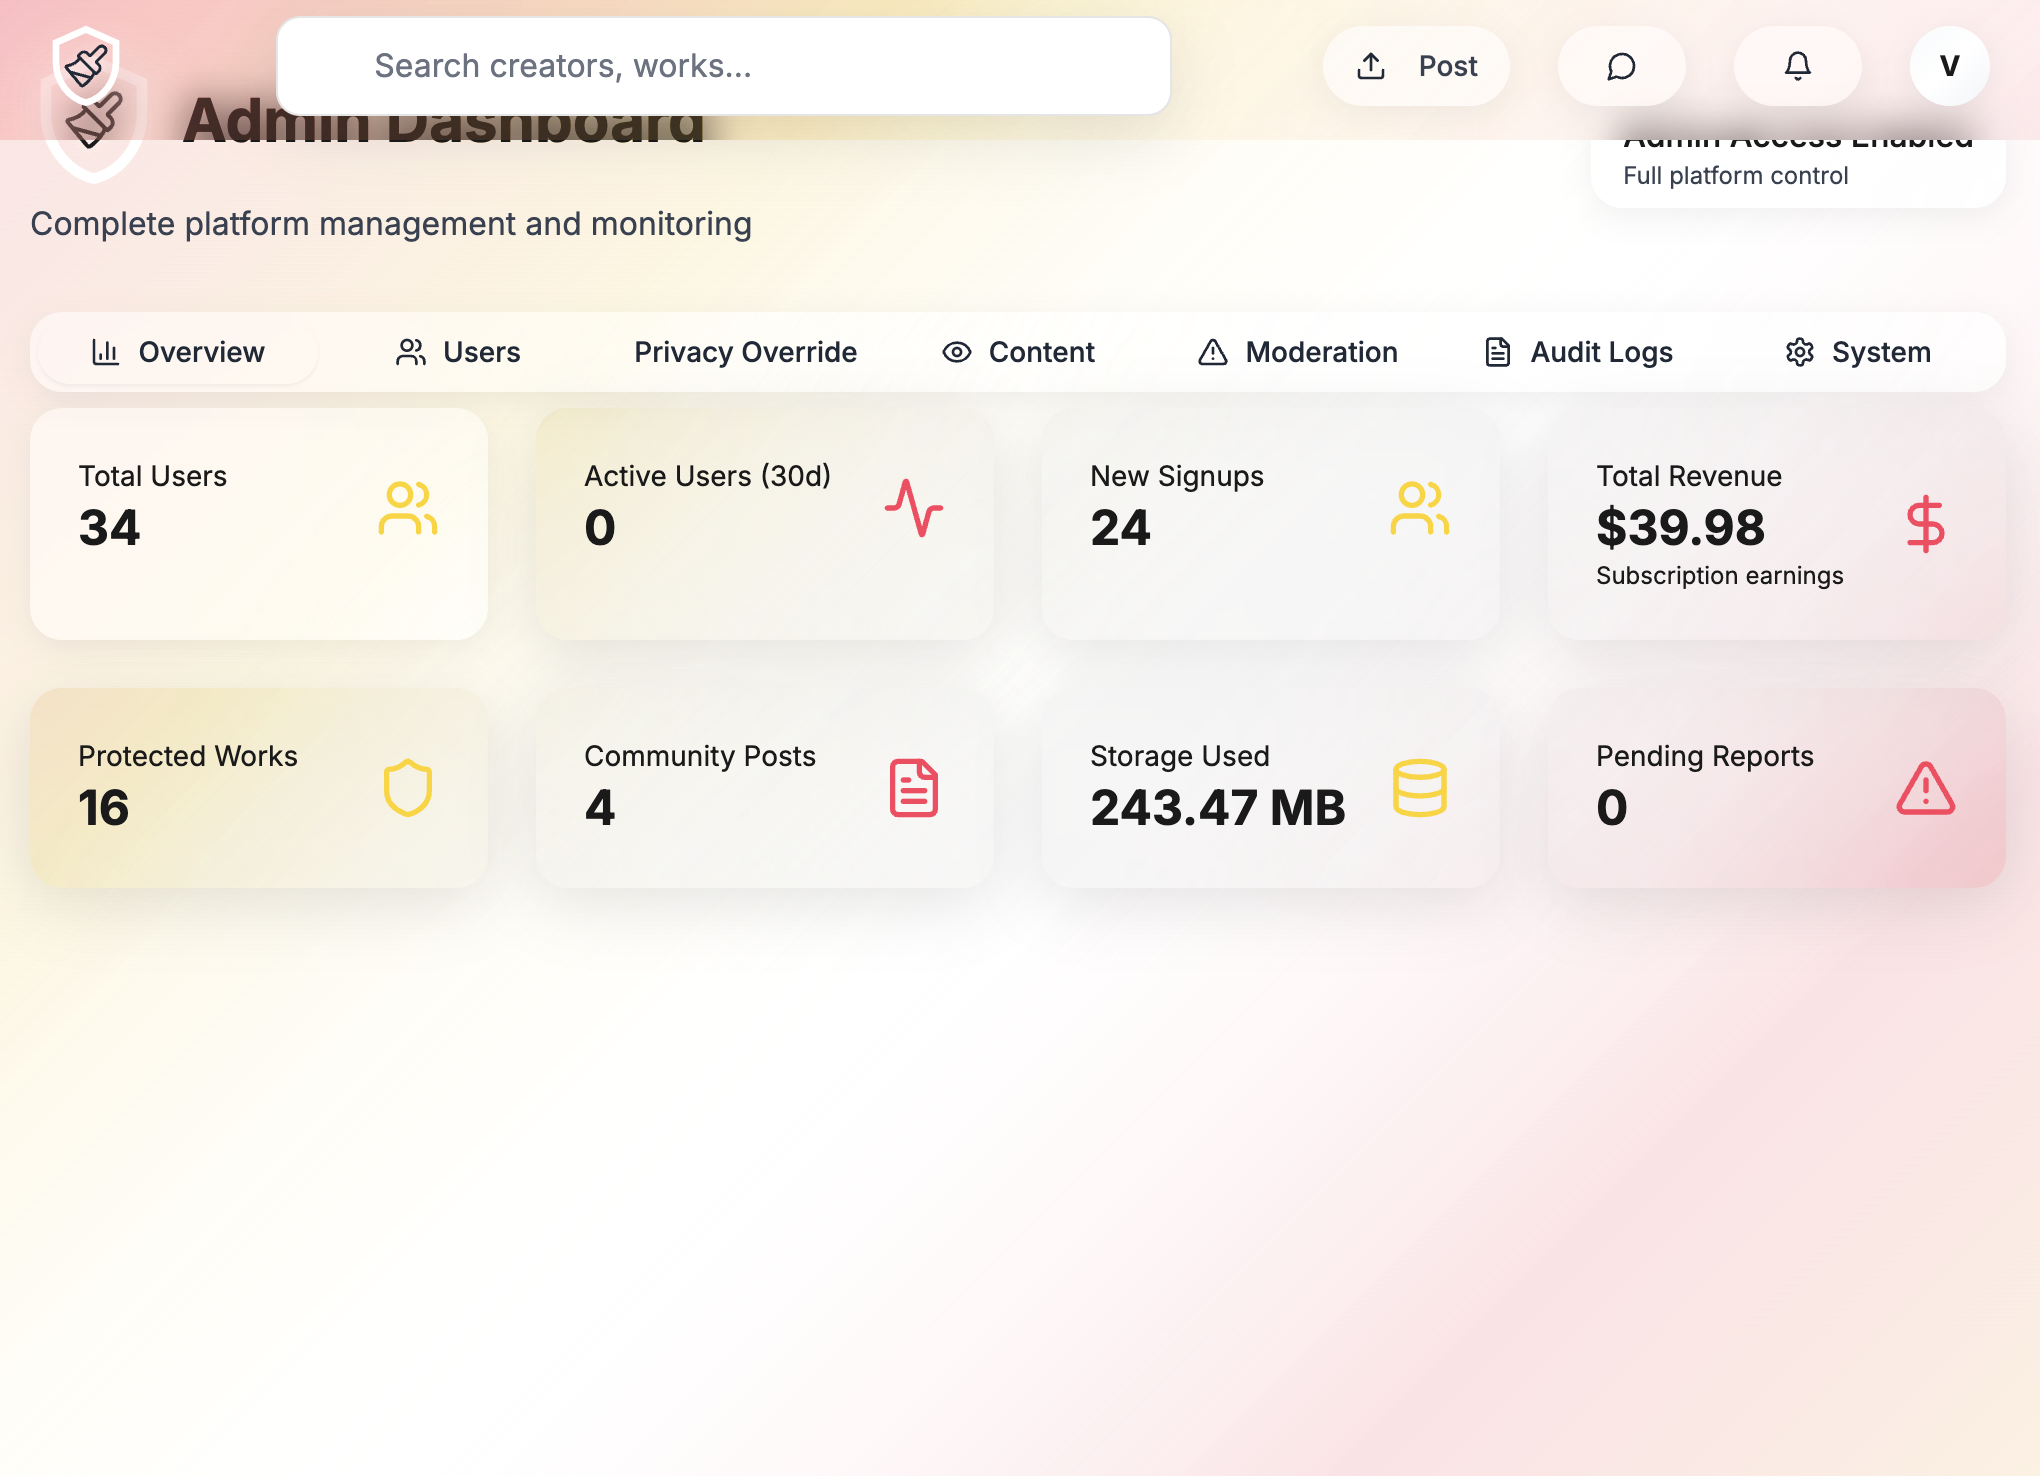 Search creators, works...
Post
V
Admin Dashboard
Admin Access Enabled
Full platform control
Complete platform management and monitoring
Overview
Users
Privacy Override
Content
Moderation
Audit Logs
System
Total Users
34
Active Users (30d)
0
New Signups
24
Total Revenue
$39.98
Subscription earnings
Protected Works
16
Community Posts
4
Storage Used
243.47 MB
Pending Reports
0